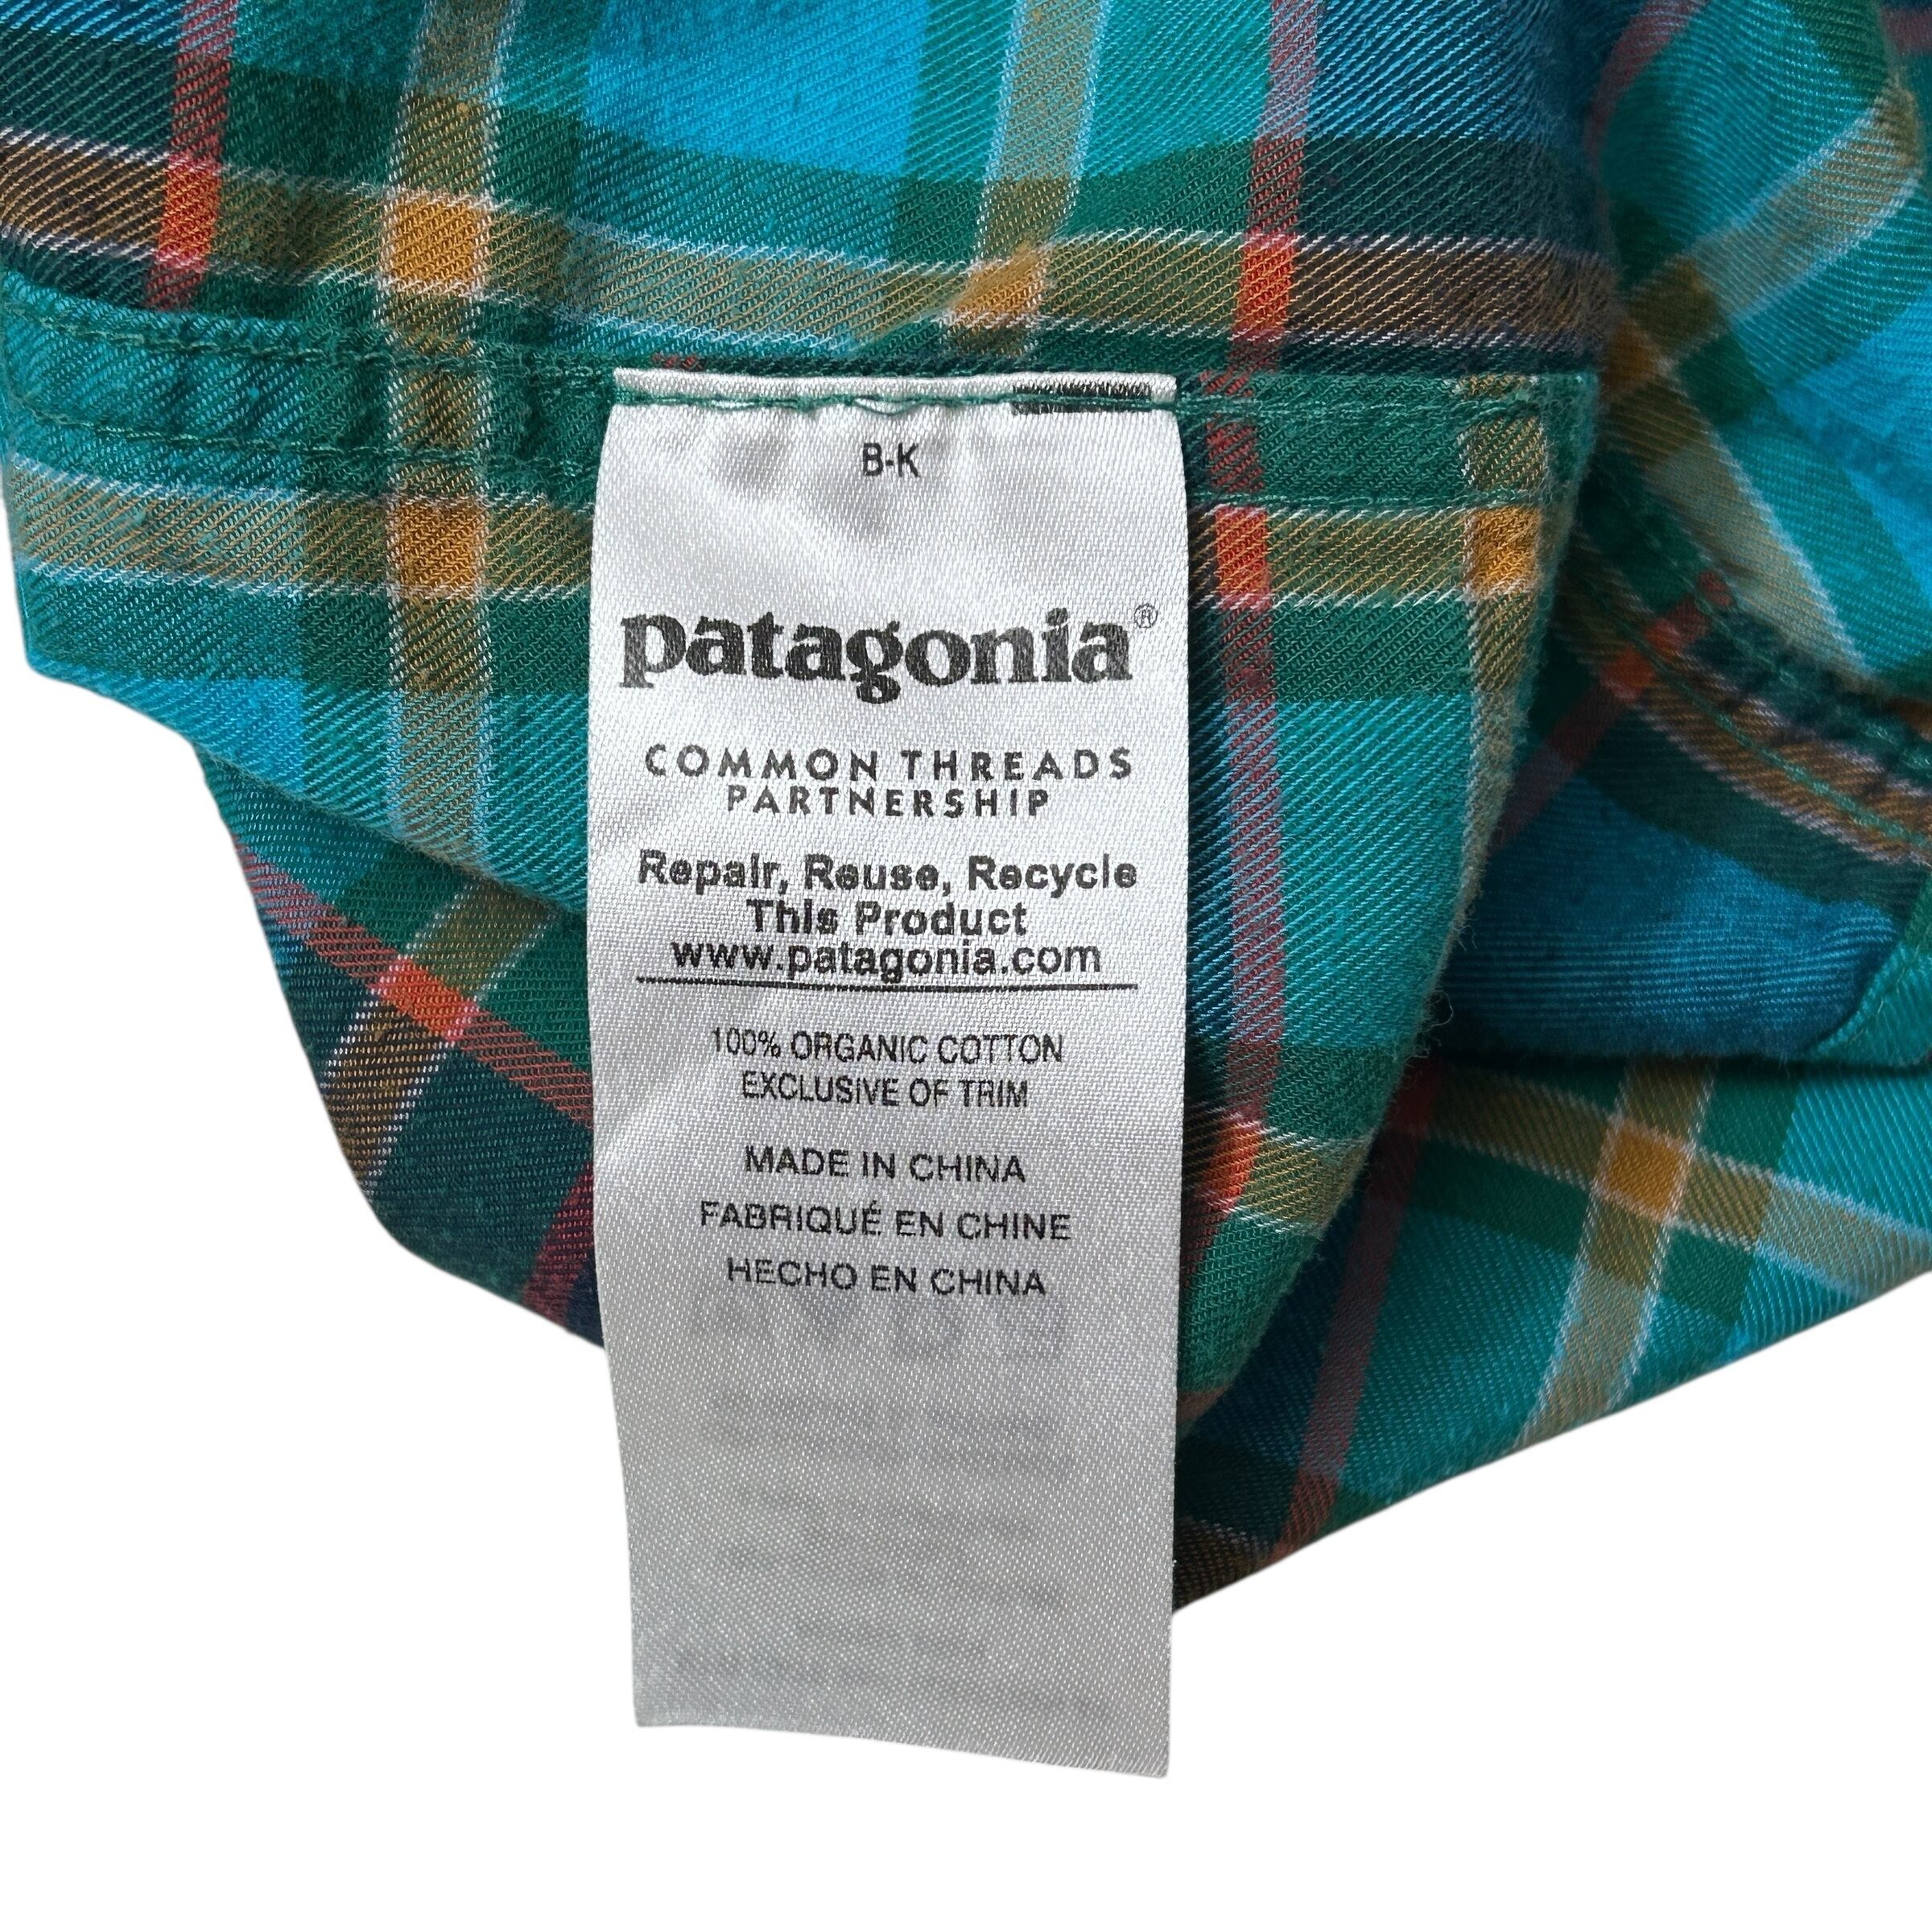 B-K
patagonia®
COMMON THREADS
PARTNERSHIP
Repair, Reuse, Recycle
This Product
www.patagonia.com
100% ORGANIC COTTON
EXCLUSIVE OF TRIM
MADE IN CHINA
FABRIQUÉ EN CHINE
HECHO EN CHINA